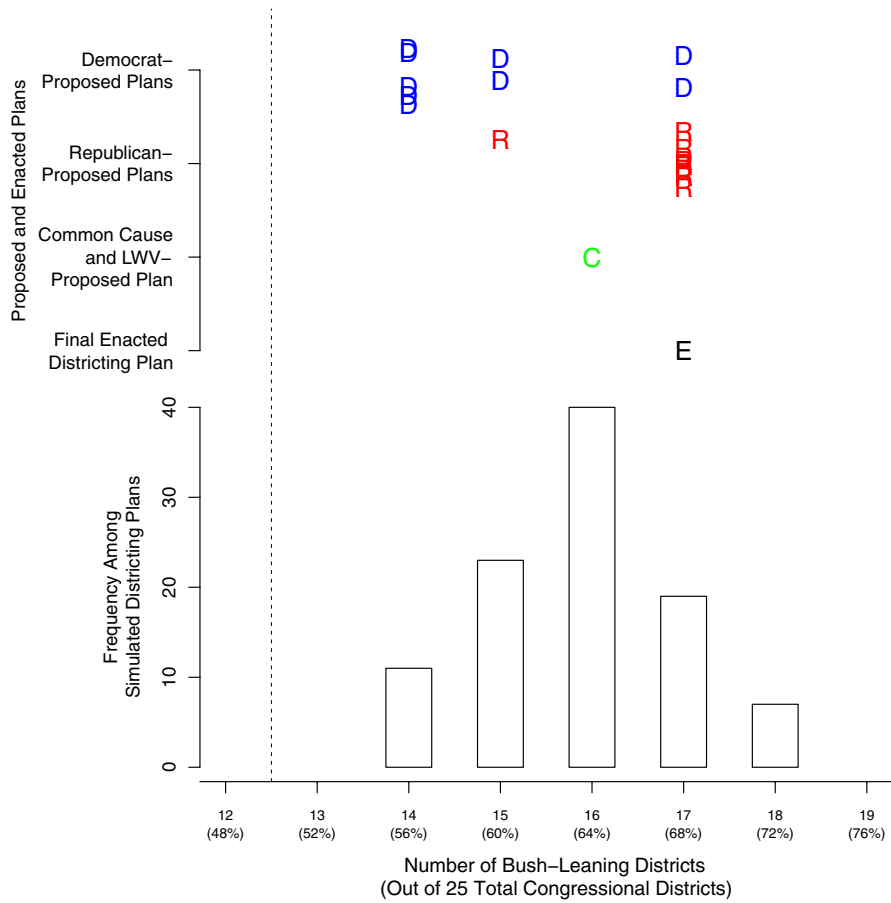 Proposed and Enacted Plans
Democrat−
Proposed Plans
D
D
D
D
D
D
D
D
D
Republican−
Proposed Plans
R
R
R
R
R
R
R
R
Common Cause
and LWV−
Proposed Plan
C
Final Enacted
Districting Plan
E
Frequency Among
Simulated Districting Plans
40
30
20
10
0
12
(48%)
13
(52%)
14
(56%)
15
(60%)
16
(64%)
17
(68%)
18
(72%)
19
(76%)
Number of Bush−Leaning Districts
(Out of 25 Total Congressional Districts)